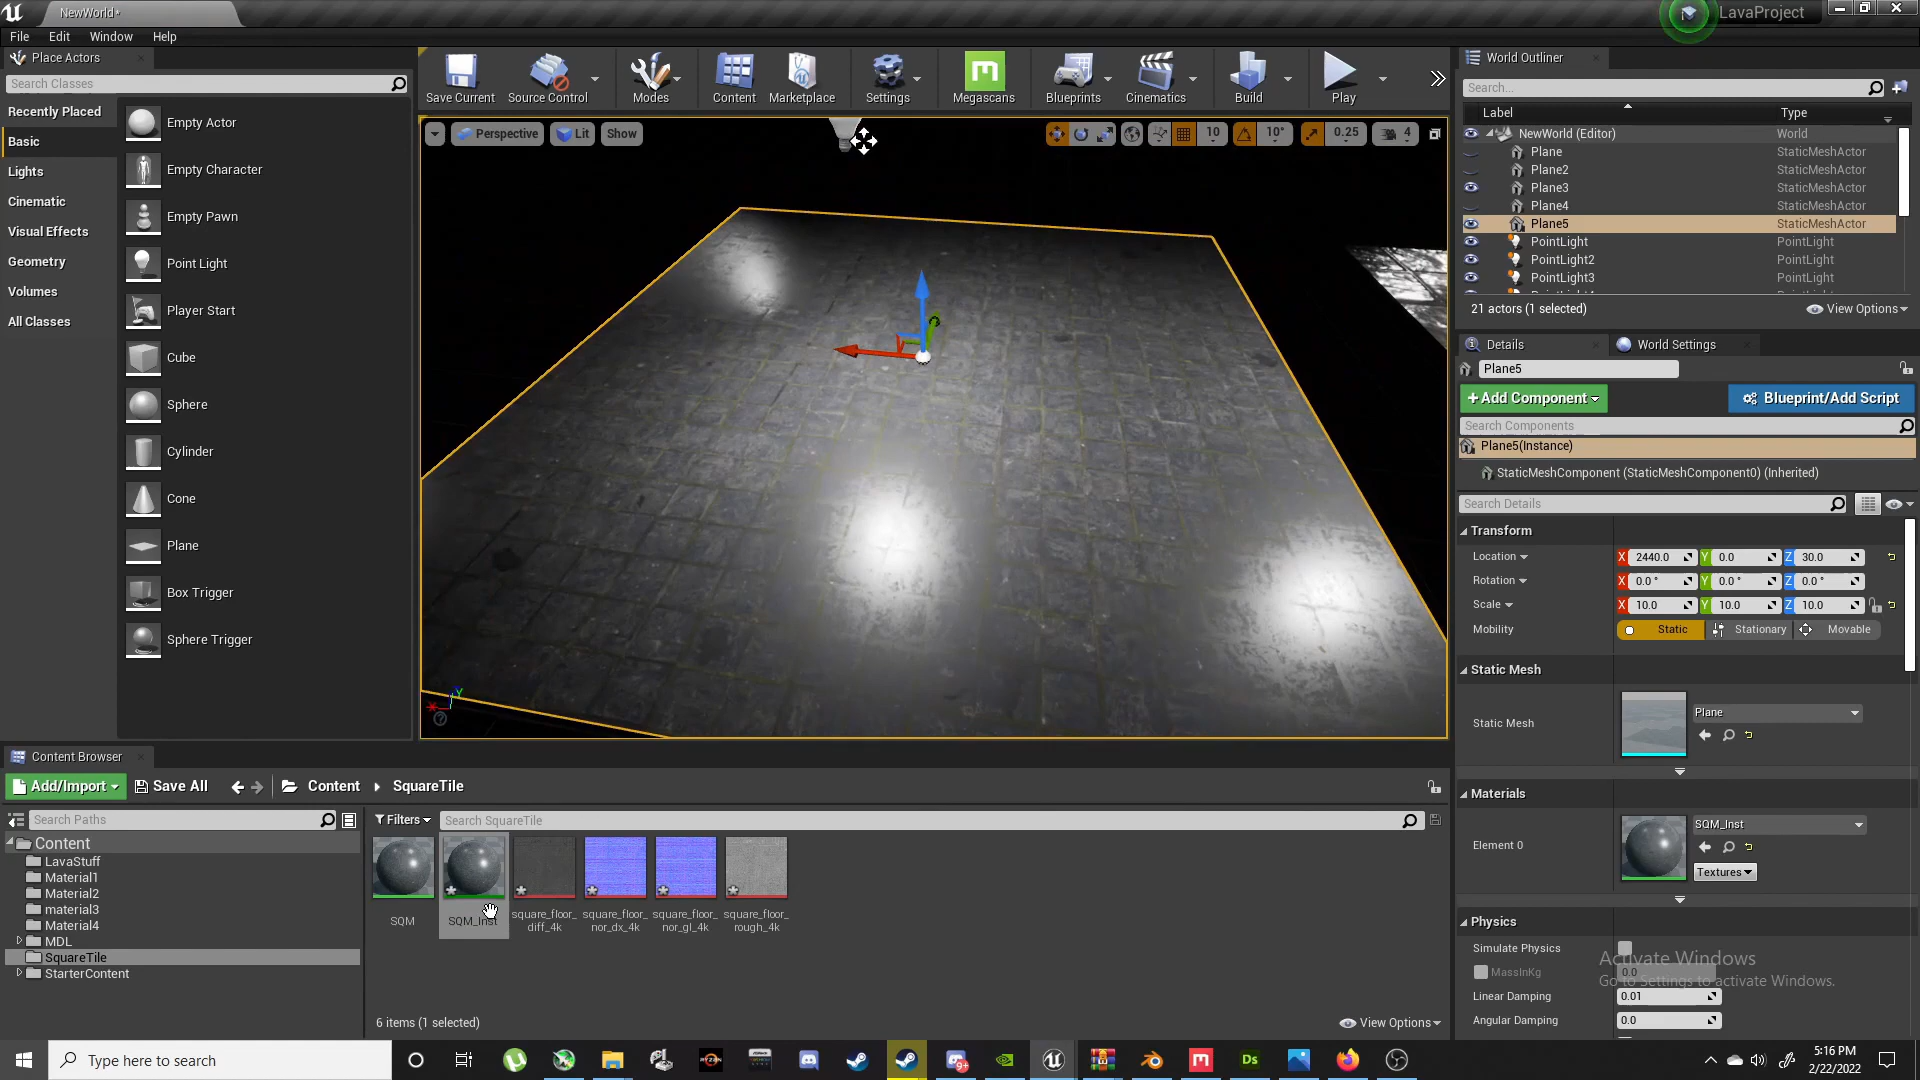 NewWorld*
LavaProject
File Edit Window Help
Place Actors
Search Classes
Recently Placed
Basic
Lights
Cinematic
Visual Effects
Geometry
Volumes
All Classes
Empty Actor
Empty Character
Empty Pawn
Point Light
Player Start
Cube
Sphere
Cylinder
Cone
Plane
Box Trigger
Sphere Trigger
Save Current Source Control Modes Content Marketplace Settings Megascans Blueprints Cinematics Build Play
Perspective Lit Show 10 10° 0.25 4
World Outliner
Search...
Label Type
NewWorld (Editor) World
Plane StaticMeshActor
Plane2 StaticMeshActor
Plane3 StaticMeshActor
Plane4 StaticMeshActor
Plane5 StaticMeshActor
PointLight PointLight
PointLight2 PointLight
PointLight3 PointLight
21 actors (1 selected) View Options
Details World Settings
Plane5
+Add Component Blueprint/Add Script
Search Components
Plane5(Instance)
StaticMeshComponent (StaticMeshComponent0) (Inherited)
Search Details
Transform
Location X 2440.0 Y 0.0 Z 30.0
Rotation X 0.0° Y 0.0° Z 0.0°
Scale X 10.0 Y 10.0 Z 10.0
Mobility Static Stationary Movable
Static Mesh
Static Mesh Plane
Materials
Element 0 SQM_Inst
Textures
Physics
Simulate Physics
MassInKg 0.0
Linear Damping 0.01
Angular Damping 0.0
Activate Windows
Go to Settings to activate Windows.
Content Browser
Add/Import Save All Content SquareTile
Search Paths
Filters Search SquareTile
Content
LavaStuff
Material1
Material2
material3
Material4
MDL
SquareTile
StarterContent
SQM
SQM_Inst
square_floor_
diff_4k
square_floor_
nor_dx_4k
square_floor_
nor_gl_4k
square_floor_
rough_4k
6 items (1 selected) View Options
Type here to search
5:16 PM
2/22/2022